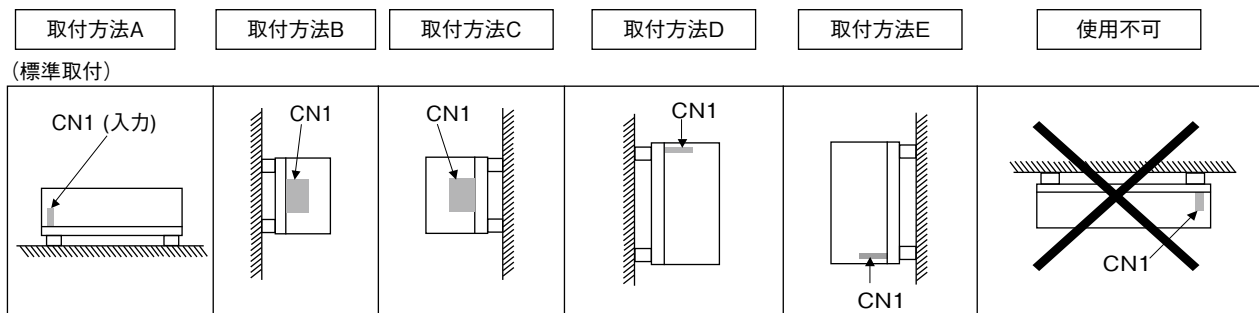 取付方法A
取付方法B
取付方法C
取付方法D
取付方法E
使用不可
(標準取付)
CN1 (入力)
CN1
CN1
CN1
CN1
CN1